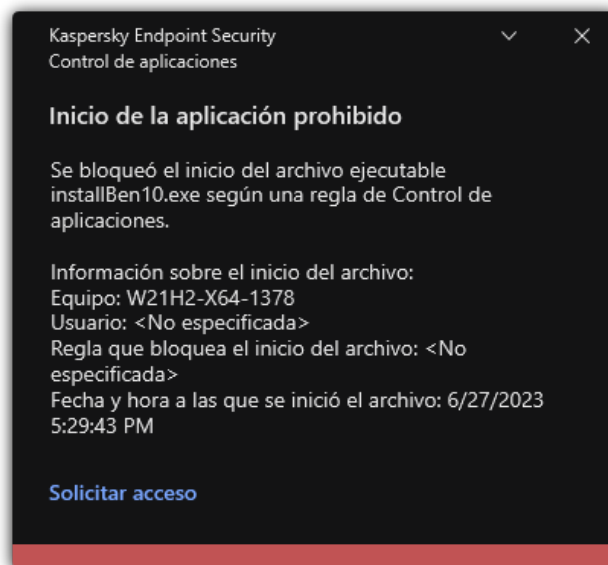 Kaspersky Endpoint Security
Control de aplicaciones
Inicio de la aplicación prohibido
Se bloqueó el inicio del archivo ejecutable
installBen10.exe según una regla de Control de
aplicaciones.
Información sobre el inicio del archivo:
Equipo: W21H2-X64-1378
Usuario: <No especificada>
Regla que bloquea el inicio del archivo: <No
especificada>
Fecha y hora a las que se inició el archivo: 6/27/2023
5:29:43 PM
Solicitar acceso